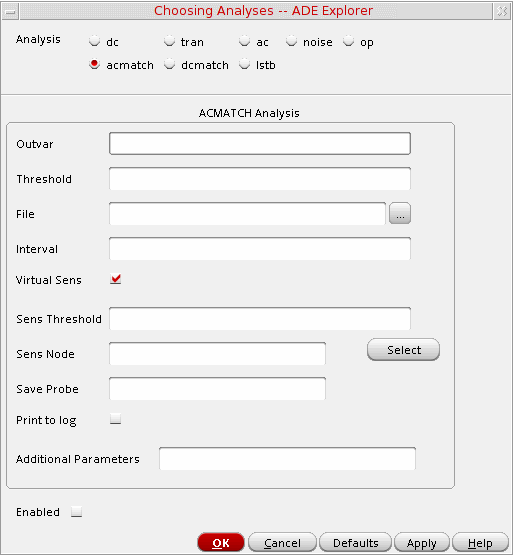 Choosing Analyses -- ADE Explorer
Analysis dc tran ac noise op
acmatch dcmatch lstb
ACMATCH Analysis
Outvar
Threshold
File ...
Interval
Virtual Sens
Sens Threshold
Sens Node Select
Save Probe
Print to log
Additional Parameters
Enabled
OK Cancel Defaults Apply Help